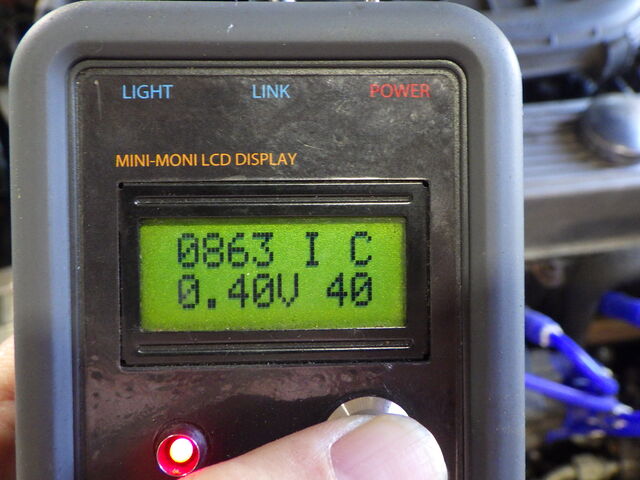 LIGHT LINK POWER
MINI-MONI LCD DISPLAY
0863 I C
0.40V 40